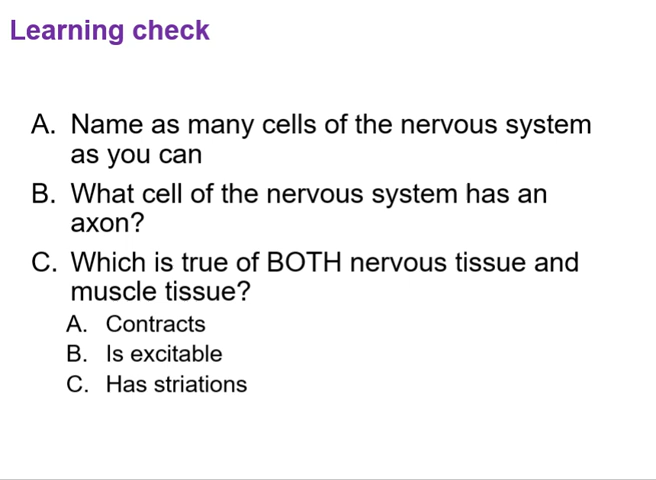 Learning check
A. Name as many cells of the nervous system
as you can
B. What cell of the nervous system has an
axon?
C. Which is true of BOTH nervous tissue and
muscle tissue?
A. Contracts
B. Is excitable
C. Has striations